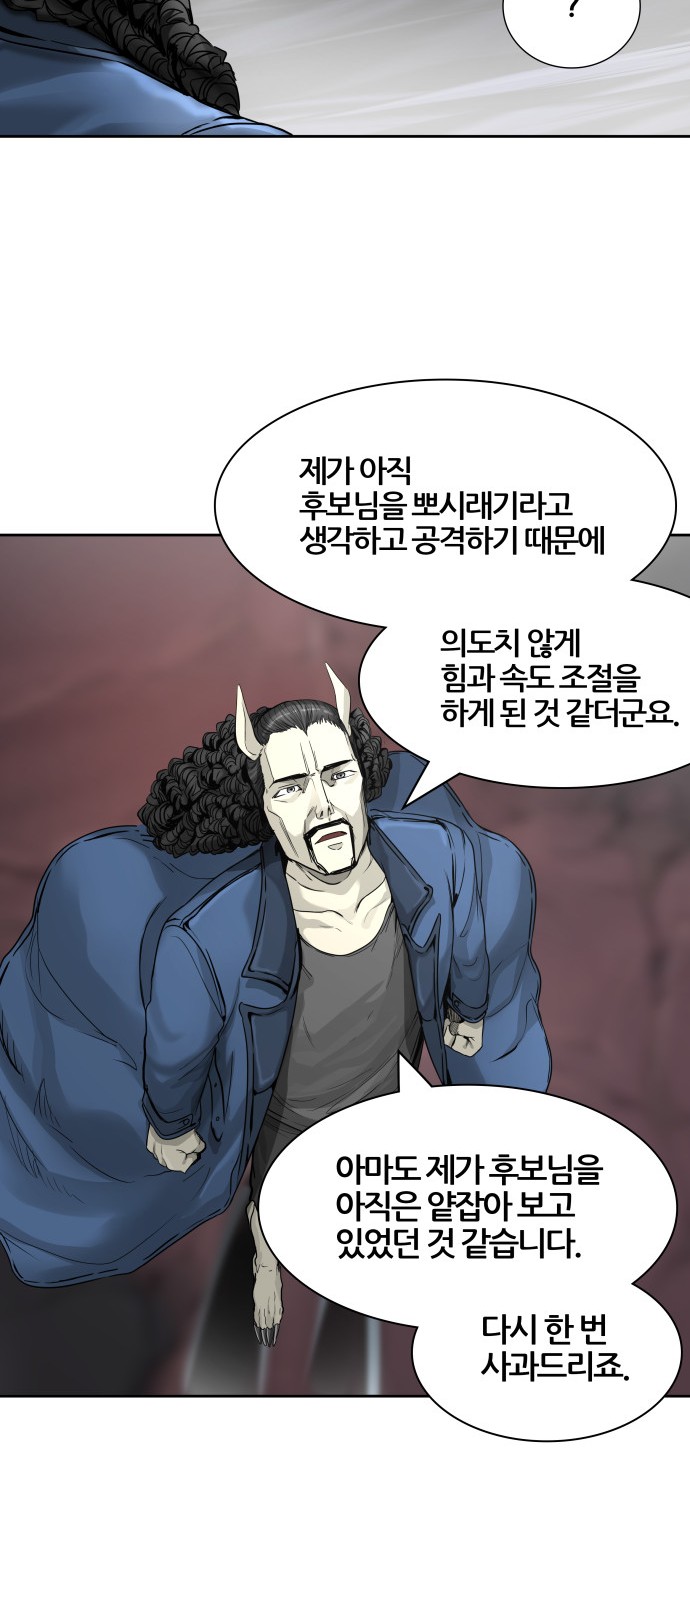 ?
제가 아직
후보님을 뽀시래기라고
생각하고 공격하기 때문에
의도치 않게
힘과 속도 조절을
하게 된 것 같더군요.
아마도 제가 후보님을
아직은 얕잡아 보고
있었던 것 같습니다.
다시 한 번
사과드리죠.